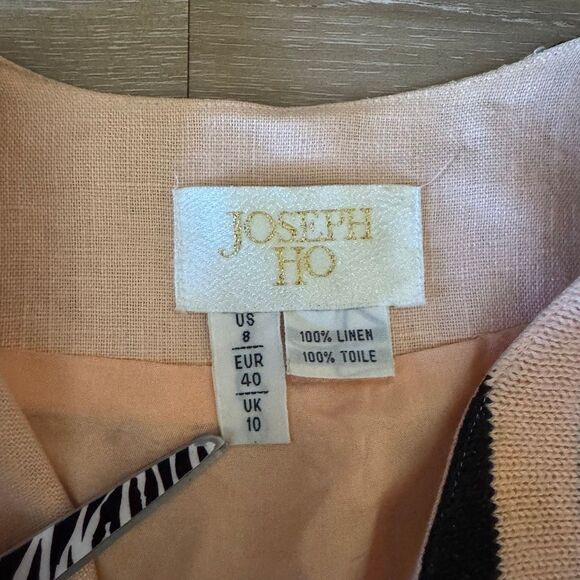 JOSEPH
HO
US
8
EUR
40
UK
10
100% LINEN
100% TOILE